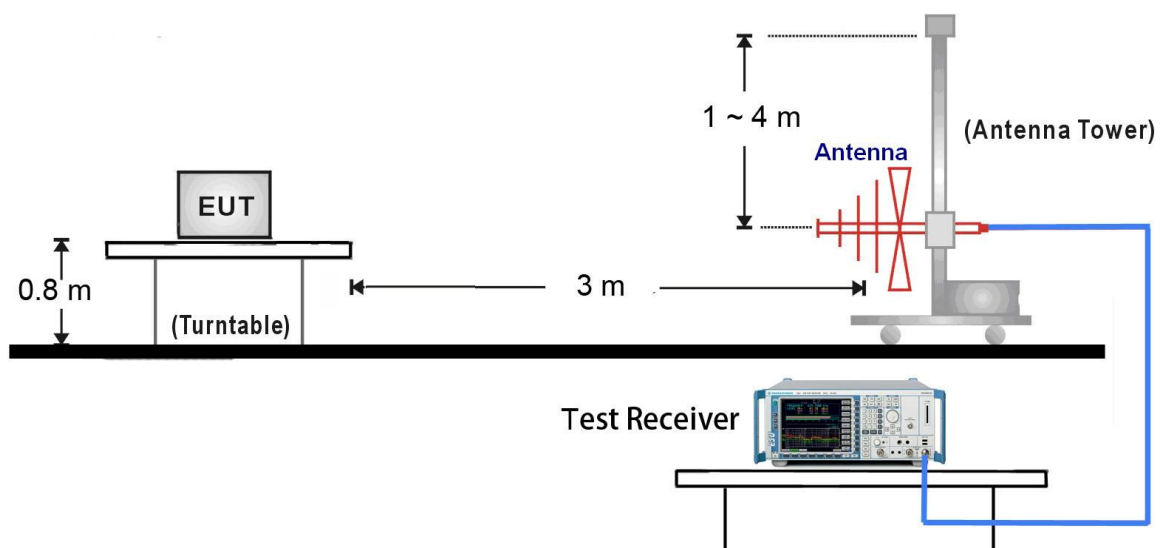 1 ~ 4 m
(Antenna Tower)
Antenna
EUT
0.8 m
3 m
(Turntable)
Test Receiver